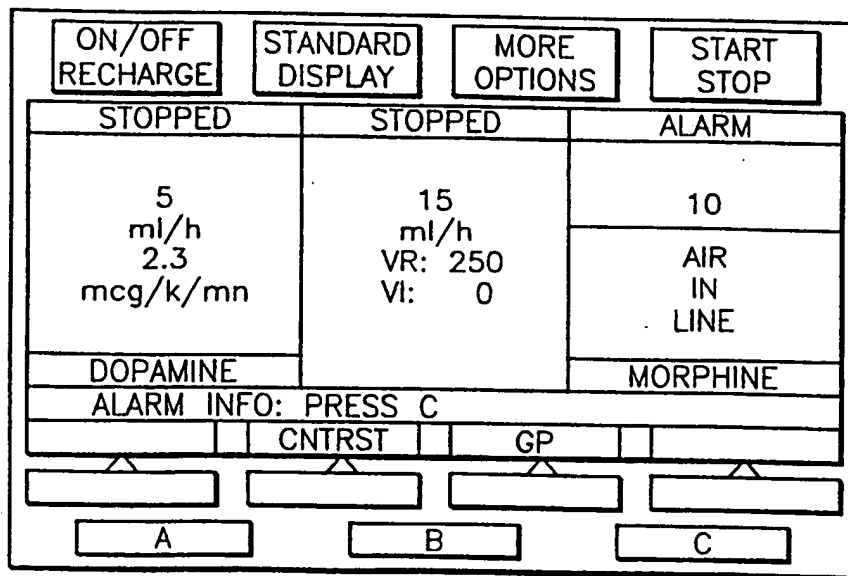 ON/OFF RECHARGE
STANDARD DISPLAY
MORE OPTIONS
START STOP
STOPPED STOPPED ALARM
5
ml/h
2.3
mcg/k/mn
DOPAMINE
15
ml/h
VR: 250
VI: 0
10
AIR
IN
LINE
MORPHINE
ALARM INFO: PRESS C
CNTRST GP
A B C